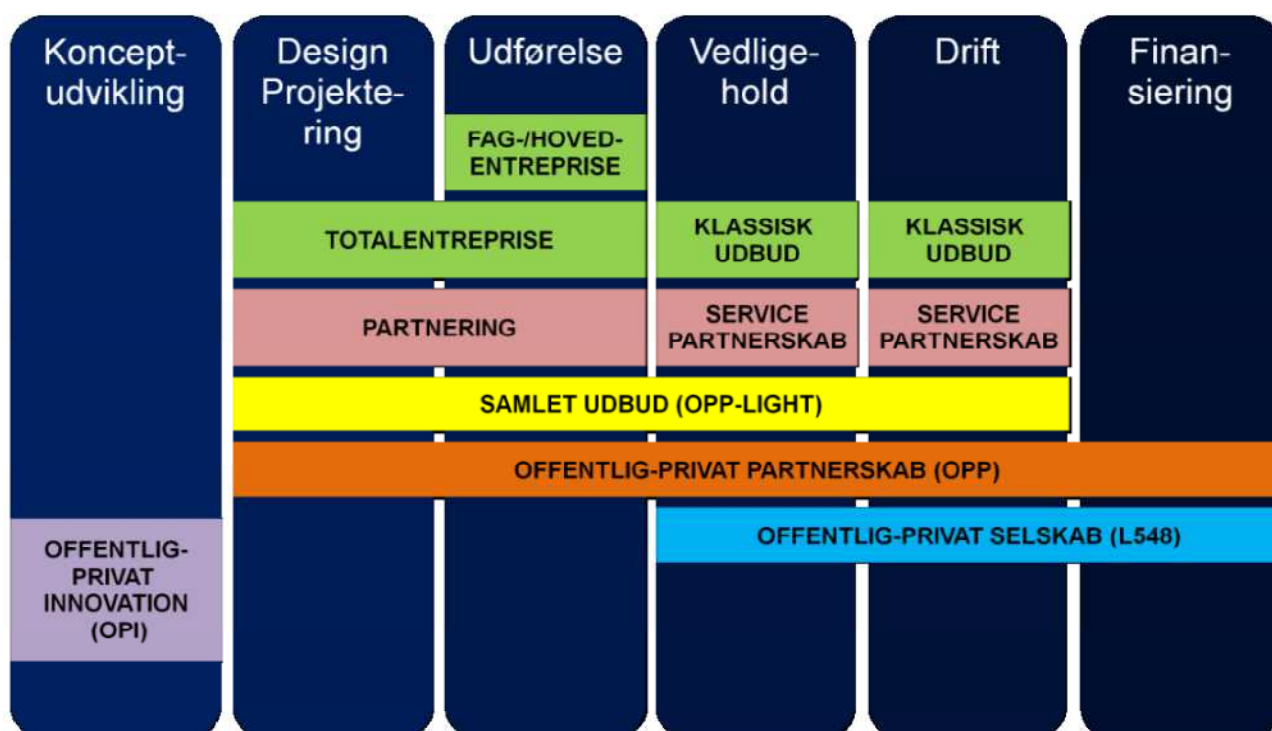 Koncept-
udvikling
Design
Projekte-
ring
Udførelse
Vedlige-
hold
Drift
Finan-
siering
FAG-/HOVED-
ENTREPRISE
TOTALENTREPRISE
KLASSISK
UDBUD
KLASSISK
UDBUD
PARTNERING
SERVICE
PARTNERSKAB
SERVICE
PARTNERSKAB
SAMLET UDBUD (OPP-LIGHT)
OFFENTLIG-PRIVAT PARTNERSKAB (OPP)
OFFENTLIG-PRIVAT SELSKAB (L548)
OFFENTLIG-
PRIVAT
INNOVATION
(OPI)